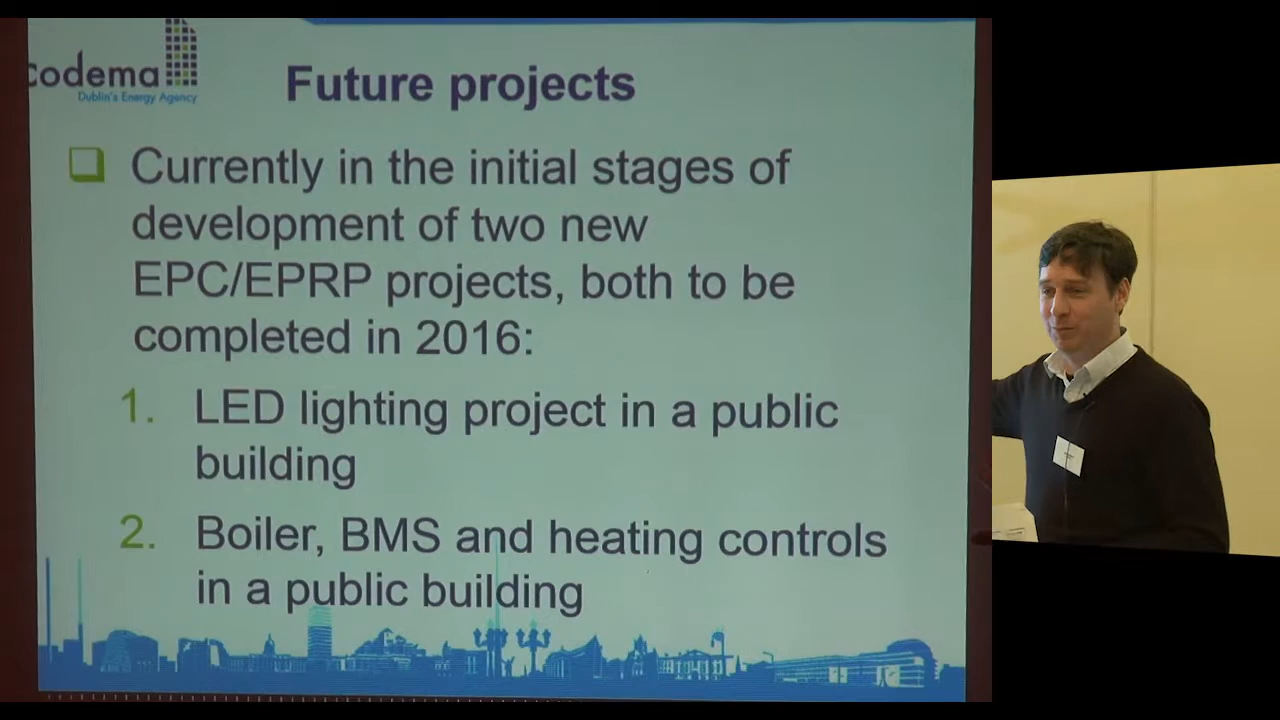 codema
Dublin's Energy Agency
Future projects
Currently in the initial stages of
development of two new
EPC/EPRP projects, both to be
completed in 2016:
1. LED lighting project in a public
building
2. Boiler, BMS and heating controls
in a public building